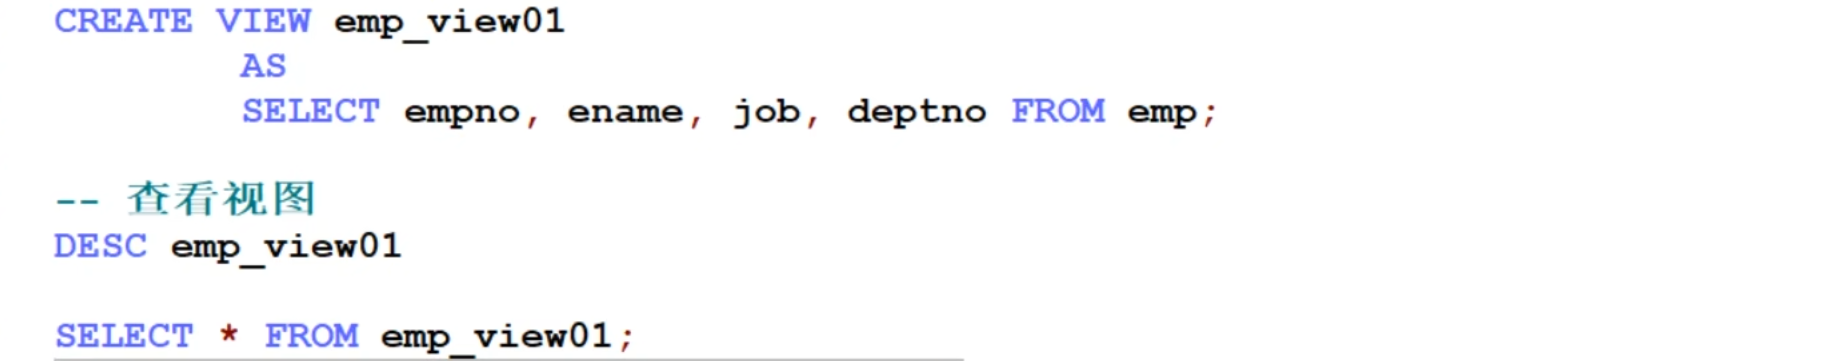 CREATE VIEW emp_view01
AS
SELECT empno, ename, job, deptno FROM emp;
-- 查看视图
DESC emp_view01
SELECT * FROM emp_view01;